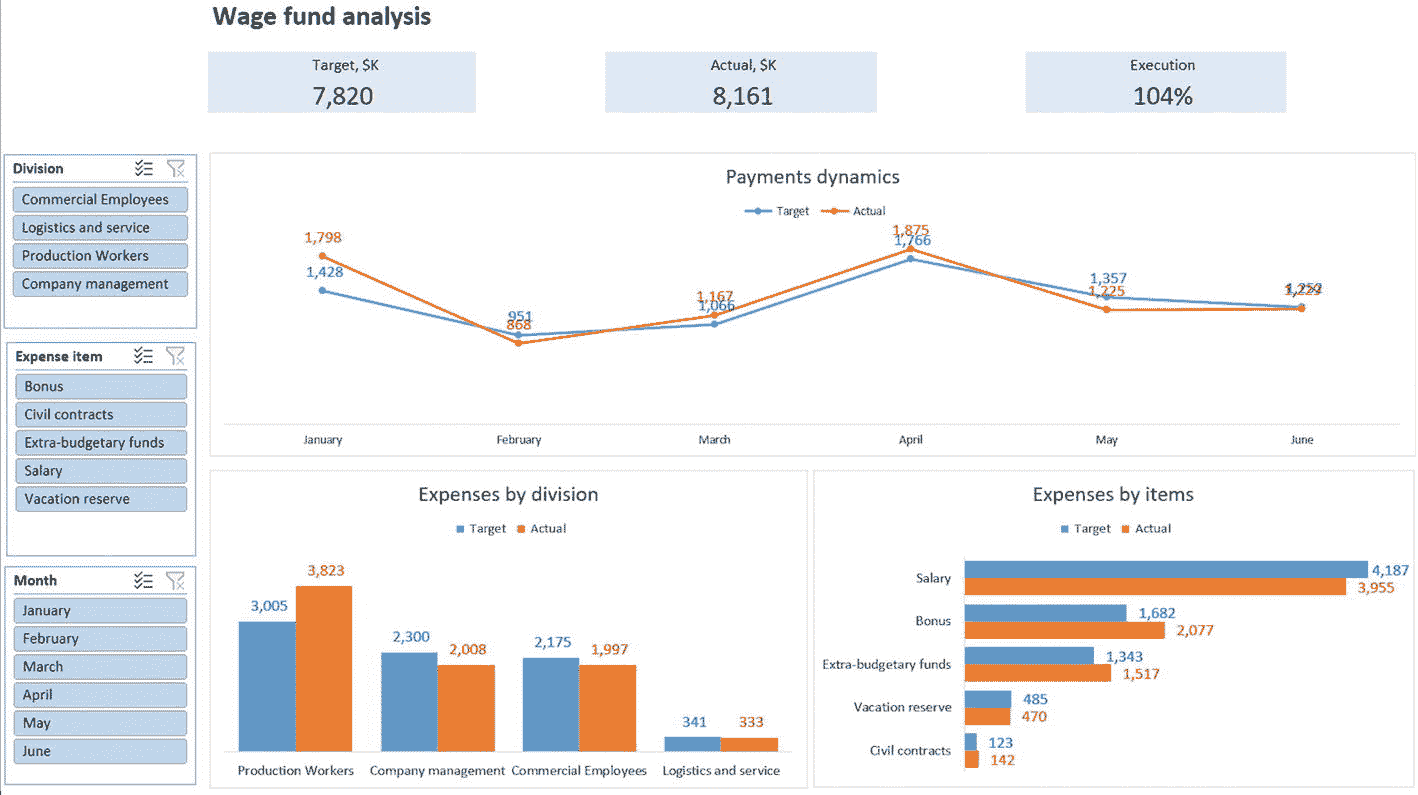 Wage fund analysis
Target, $K
7,820
Actual, $K
8,161
Execution
104%
Division
Commercial Employees
Logistics and service
Production Workers
Company management
Expense item
Bonus
Civil contracts
Extra-budgetary funds
Salary
Vacation reserve
Month
January
February
March
April
May
June
Payments dynamics
Target Actual
1,798
1,428
951
868
1,167
1,066
1,875
1,766
1,357
1,225
January February March April May June
Expenses by division
Target Actual
3,005 3,823
2,300 2,008
2,175 1,997
341 333
Production Workers Company management Commercial Employees Logistics and service
Expenses by items
Target Actual
Salary 4,187
3,955
Bonus 1,682
2,077
Extra-budgetary funds 1,343
1,517
Vacation reserve 485
470
Civil contracts 123
142